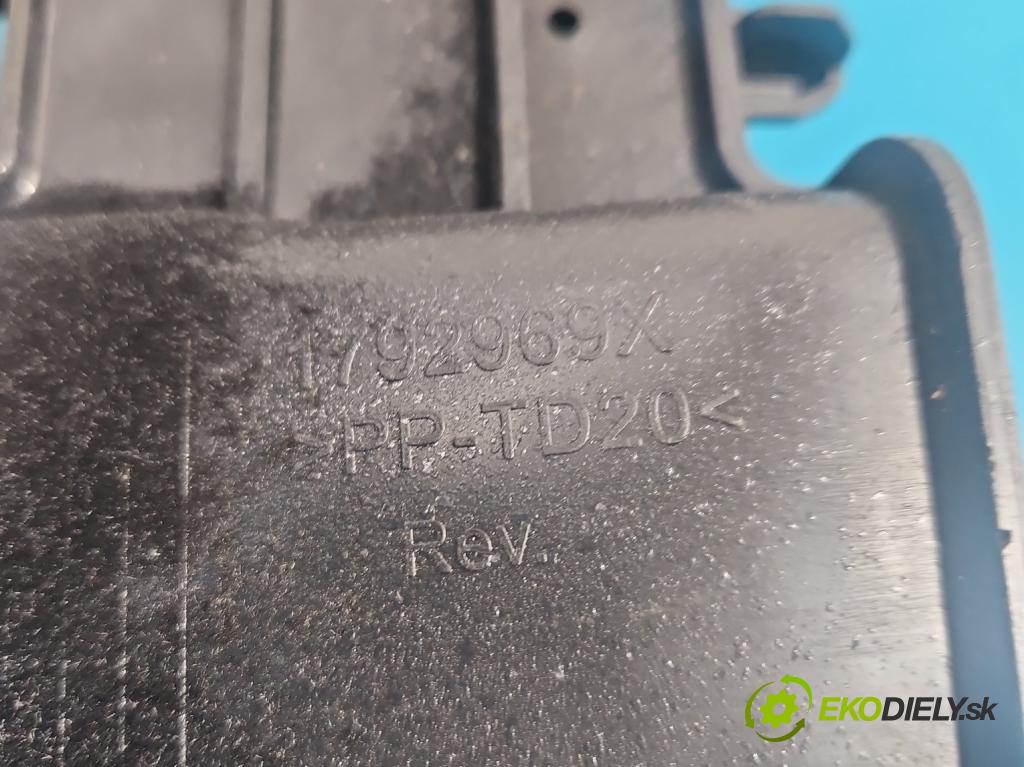 1792969X
>PP-TD20<
Rev.
EKODIELY.sk